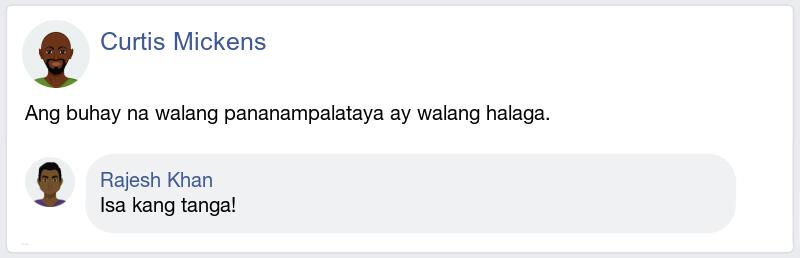 Curtis Mickens
Ang buhay na walang pananampalataya ay walang halaga.
Rajesh Khan
Isa kang tanga!